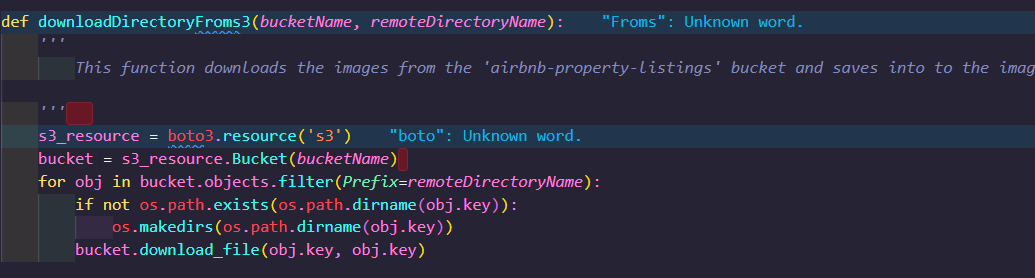 def downloadDirectoryFroms3(bucketName, remoteDirectoryName):    "Froms": Unknown word.
    '''
        This function downloads the images from the 'airbnb-property-listings' bucket and saves into to the imag

    '''
    s3_resource = boto3.resource('s3')    "boto": Unknown word.
    bucket = s3_resource.Bucket(bucketName)
    for obj in bucket.objects.filter(Prefix=remoteDirectoryName):
        if not os.path.exists(os.path.dirname(obj.key)):
            os.makedirs(os.path.dirname(obj.key))
        bucket.download_file(obj.key, obj.key)